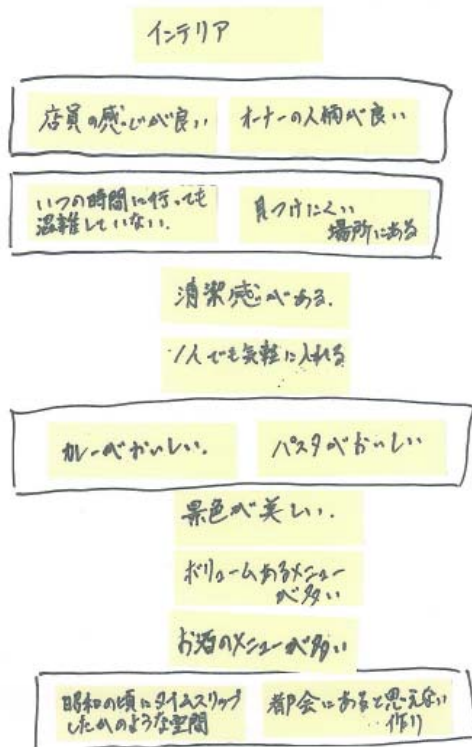 インテリア
店員の感じが良い オーナーの人柄が良い
いつの時間に行っても
混雑していない.
見つけにくい
場所にある
清潔感がある.
1人でも気軽に入れる
カレーがおいしい. パスタがおいしい
景色が美しい.
ボリュームあるメニュー
が多い
お酒のメニューが多い
昭和の頃にタイムスリップ
したかのような空間
都会にあると思えない
作り